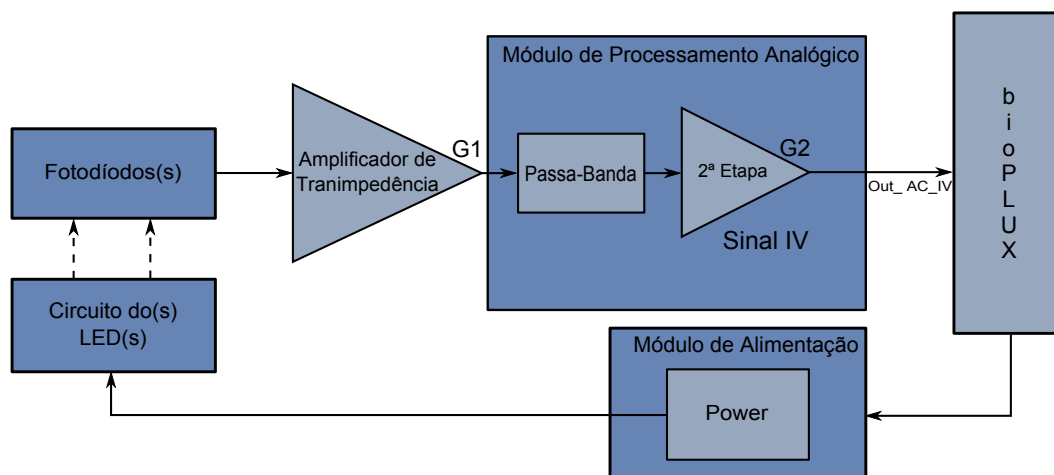 Módulo de Processamento Analógico
Fotodíodos(s)
Amplificador de
Tranimpedência
G1
Passa-Banda
2ª Etapa
G2
Sinal IV
Out_ AC_IV
bioPLUX
Circuito do(s)
LED(s)
Módulo de Alimentação
Power